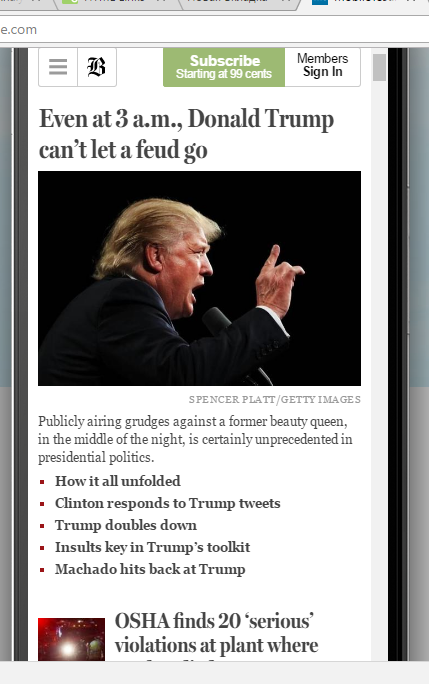 e.com
B
Subscribe
Starting at 99 cents
Members
Sign In
Even at 3 a.m., Donald Trump
can’t let a feud go
SPENCER PLATT/GETTY IMAGES
Publicly airing grudges against a former beauty queen,
in the middle of the night, is certainly unprecedented in
presidential politics.
How it all unfolded
Clinton responds to Trump tweets
Trump doubles down
Insults key in Trump’s toolkit
Machado hits back at Trump
OSHA finds 20 ‘serious’
violations at plant where